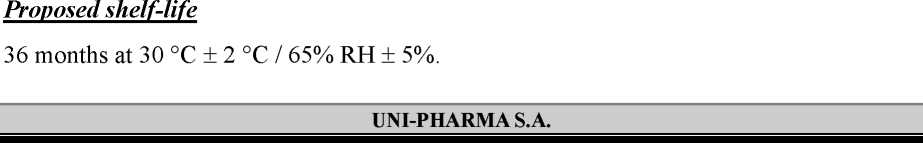 Proposed shelf-life
36 months at 30 °C ± 2 °C / 65% RH ± 5%.
UNI-PHARMA S.A.